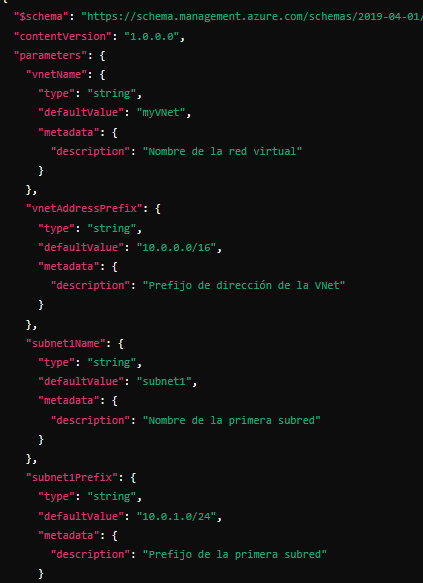 {
"$schema": "https://schema.management.azure.com/schemas/2019-04-01/
"contentVersion": "1.0.0.0",
"parameters": {
"vnetName": {
"type": "string",
"defaultValue": "myVNet",
"metadata": {
"description": "Nombre de la red virtual"
}
},
"vnetAddressPrefix": {
"type": "string",
"defaultValue": "10.0.0.0/16",
"metadata": {
"description": "Prefijo de dirección de la VNet"
}
},
"subnet1Name": {
"type": "string",
"defaultValue": "subnet1",
"metadata": {
"description": "Nombre de la primera subred"
}
},
"subnet1Prefix": {
"type": "string",
"defaultValue": "10.0.1.0/24",
"metadata": {
"description": "Prefijo de la primera subred"
}